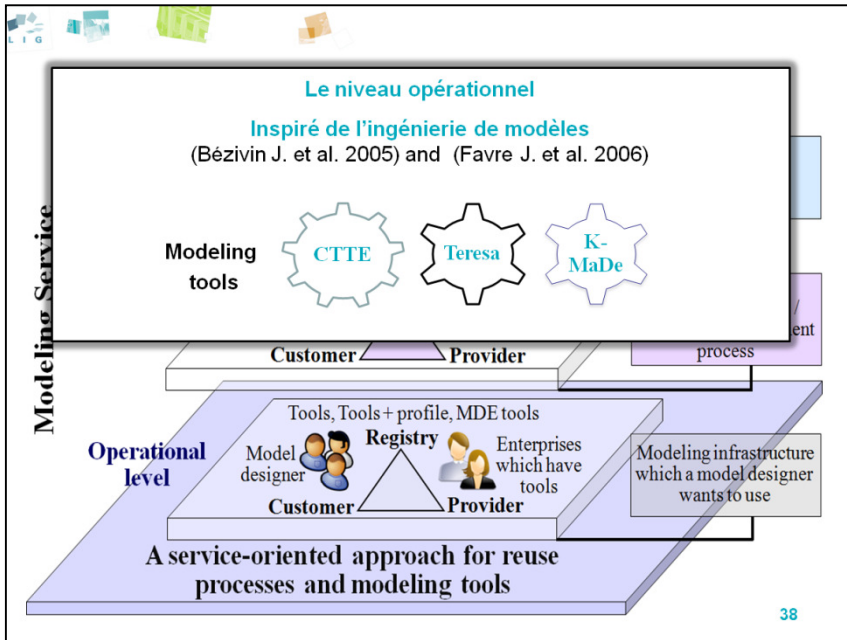 L I G
Le niveau opérationnel
Inspiré de l'ingénierie de modèles
(Bézivin J. et al. 2005) and (Favre J. et al. 2006)
Modeling
tools
CTTE
Teresa
K-
MaDe
Modeling Service
/
ent
process
Customer
Provider
Tools, Tools + profile, MDE tools
Registry
Operational
level
Model
designer
Enterprises
which have
tools
Customer
Provider
Modeling infrastructure
which a model designer
wants to use
A service-oriented approach for reuse
processes and modeling tools
38